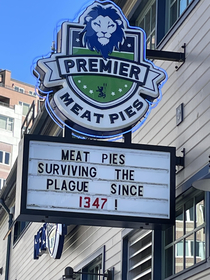 PREMIER
MEAT PIES
MEAT PIES
SURVIVING THE
PLAGUE SINCE
1347!